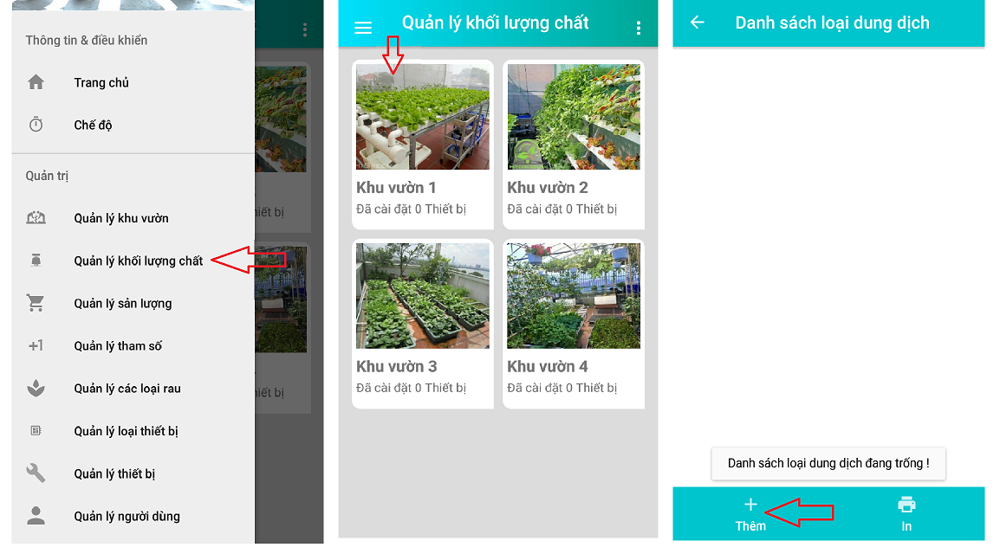 Thông tin & điều khiển
Trang chủ
Chế độ
Quản trị
Quản lý khu vườn
Quản lý khối lượng chất
Quản lý sản lượng
+1
Quản lý tham số
Quản lý các loại rau
Quản lý loại thiết bị
Quản lý thiết bị
Quản lý người dùng
hiết bị
iết bị
Quản lý khối lượng chất
Khu vườn 1
Đã cài đặt 0 Thiết bị
Khu vườn 2
Đã cài đặt 0 Thiết bị
Khu vườn 3
Đã cài đặt 0 Thiết bị
Khu vườn 4
Đã cài đặt 0 Thiết bị
Danh sách loại dung dịch
Danh sách loại dung dịch đang trống !
Thêm
In